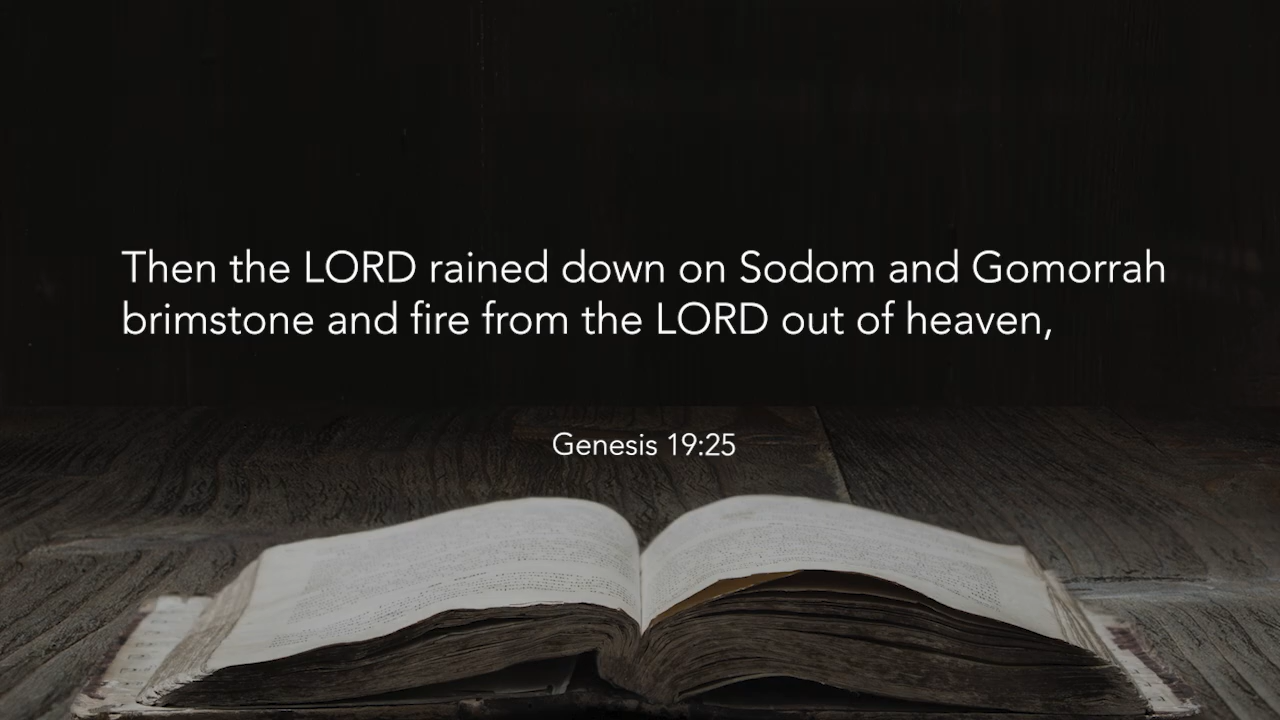 Then the LORD rained down on Sodom and Gomorrah
brimstone and fire from the LORD out of heaven,
Genesis 19:25